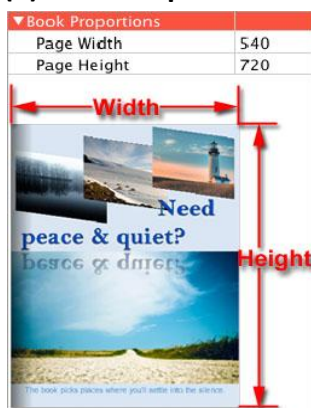 ▼Book Proportions
Page Width 540
Page Height 720
Width
Need
peace & quiet?
peace & quiet?
Height
The book picks places where you'll settle into the silence.